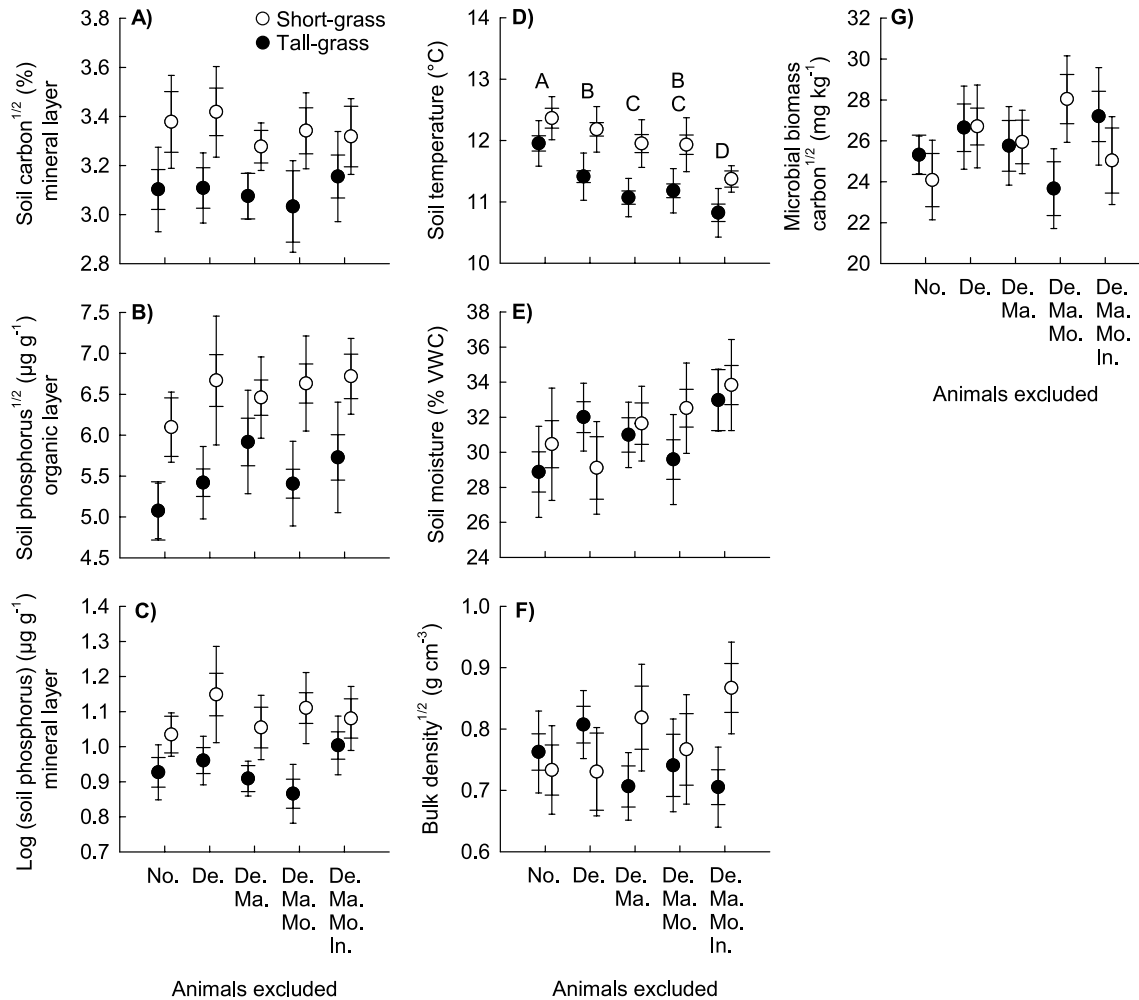 A)
Short-grass
Tall-grass
Soil carbon1/2 (%)
mineral layer
3.8
3.6
3.4
3.2
3.0
2.8
B)
Soil phosphorus1/2 (µg g-1)
organic layer
7.5
7.0
6.5
6.0
5.5
5.0
4.5
C)
Log (soil phosphorus) (µg g-1)
mineral layer
1.4
1.3
1.2
1.1
1.0
0.9
0.8
0.7
No. De. De. De. De.
Ma. Ma. Ma.
Mo. Mo.
In.
Animals excluded
D)
Soil temperature (°C)
14
13
12
11
10
A B C B D
C
E)
Soil moisture (% VWC)
38
36
34
32
30
28
26
24
F)
Bulk density1/2 (g cm-3)
1.0
0.9
0.8
0.7
0.6
No. De. De. De. De.
Ma. Ma. Ma.
Mo. Mo.
In.
Animals excluded
G)
Microbial biomass
carbon1/2 (mg kg-1)
32
30
28
26
24
22
20
No. De. De. De. De.
Ma. Ma. Ma.
Mo. Mo.
In.
Animals excluded